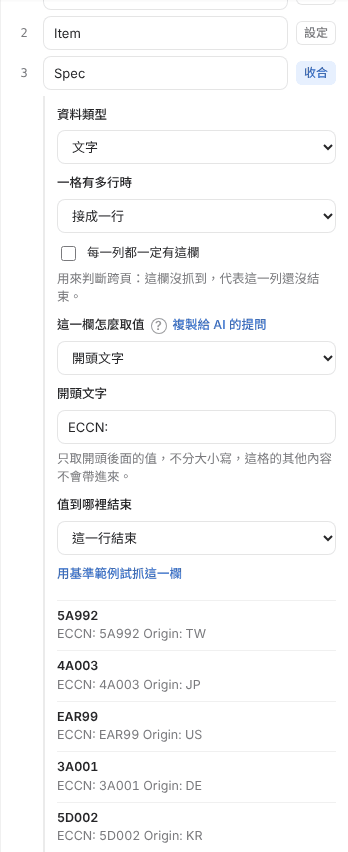 2 Item 設定
3 Spec 收合
資料類型
文字
一格有多行時
接成一行
每一列都一定有這欄
用來判斷跨頁：這欄沒抓到，代表這一列還沒結
束。
這一欄怎麼取值 ? 複製給 AI 的提問
開頭文字
開頭文字
ECCN:
只取開頭後面的值，不分大小寫，這格的其他內容
不會帶進來。
值到哪裡結束
這一行結束
用基準範例試抓這一欄
5A992
ECCN: 5A992 Origin: TW
4A003
ECCN: 4A003 Origin: JP
EAR99
ECCN: EAR99 Origin: US
3A001
ECCN: 3A001 Origin: DE
5D002
ECCN: 5D002 Origin: KR